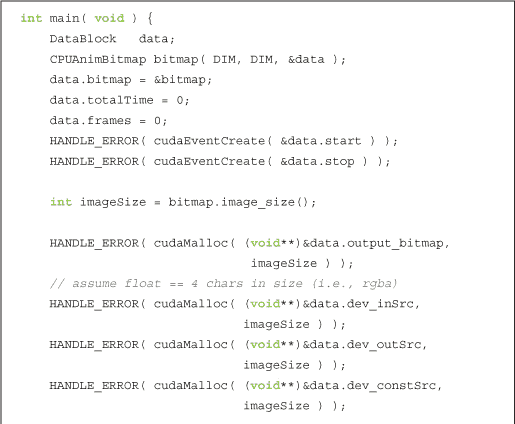 int main( void ) {
    DataBlock   data;
    CPUAnimBitmap bitmap( DIM, DIM, &data );
    data.bitmap = &bitmap;
    data.totalTime = 0;
    data.frames = 0;
    HANDLE_ERROR( cudaEventCreate( &data.start ) );
    HANDLE_ERROR( cudaEventCreate( &data.stop ) );

    int imageSize = bitmap.image_size();

    HANDLE_ERROR( cudaMalloc( (void**)&data.output_bitmap,
                               imageSize ) );
    // assume float == 4 chars in size (i.e., rgba)
    HANDLE_ERROR( cudaMalloc( (void**)&data.dev_inSrc,
                              imageSize ) );
    HANDLE_ERROR( cudaMalloc( (void**)&data.dev_outSrc,
                              imageSize ) );
    HANDLE_ERROR( cudaMalloc( (void**)&data.dev_constSrc,
                              imageSize ) );